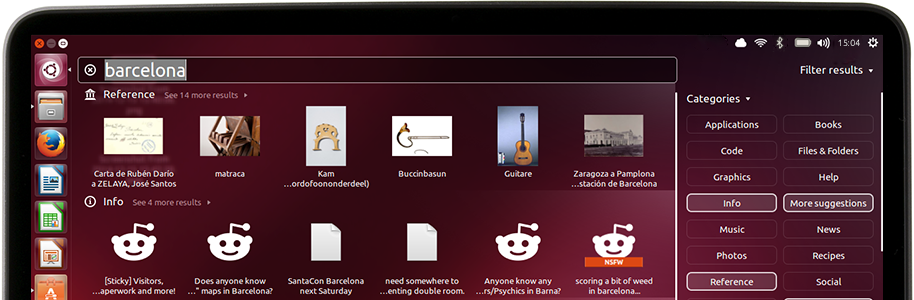 15:04
barcelona
Filter results
Reference
See 14 more results
Categories
Carta de Rubén Darío
a ZELAYA, José Santos
matraca
Kam
...ordofoononderdeel)
Buccinbasun
Guitare
Zaragoza a Pamplona
...stación de Barcelona
Info
See 4 more results
NSFW
[Sticky] Visitors,
...aperwork and more!
Does anyone know
..." maps in Barcelona?
SantaCon Barcelona
next Saturday
need somewhere to
...enting double room.
Anyone know any
...rs/Psychics in Barna?
scoring a bit of weed
in barcelona...
Applications
Books
Code
Files & Folders
Graphics
Help
Info
More suggestions
Music
News
Photos
Recipes
Reference
Social